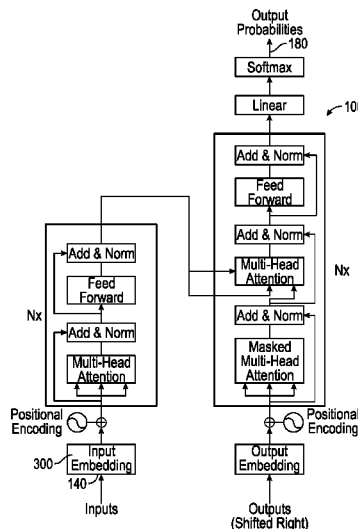 Output
Probabilities
180
Softmax
Linear
Add & Norm
Feed
Forward
Add & Norm
Multi-Head
Attention
Nx
Add & Norm
Masked
Multi-Head
Attention
Positional
Encoding
Output
Embedding
Outputs
(Shifted Right)
Add & Norm
Feed
Forward
Nx
Add & Norm
Multi-Head
Attention
Positional
Encoding
300
Input
Embedding
140
Inputs